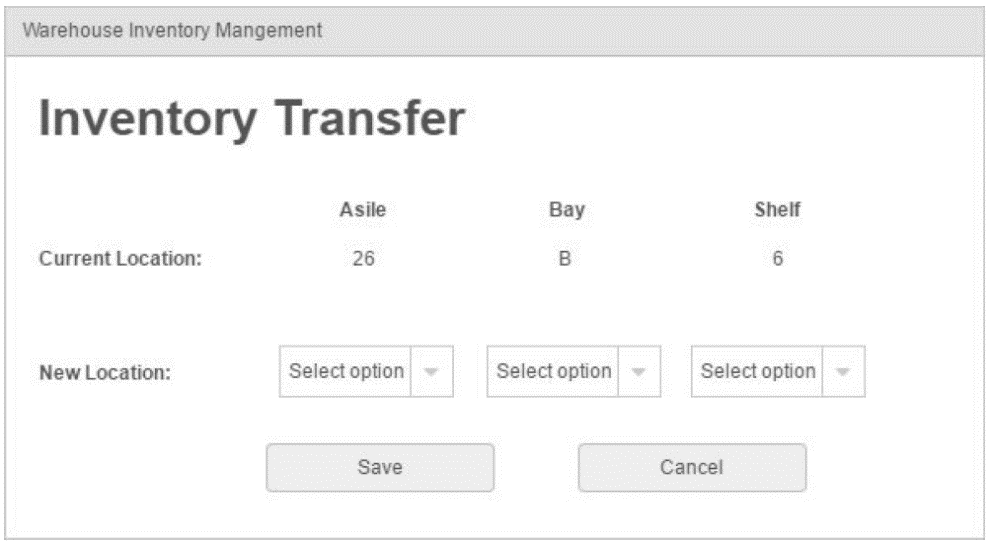 Warehouse Inventory Mangement
Inventory Transfer
Asile Bay Shelf
Current Location: 26 B 6
New Location: Select option Select option Select option
Save Cancel